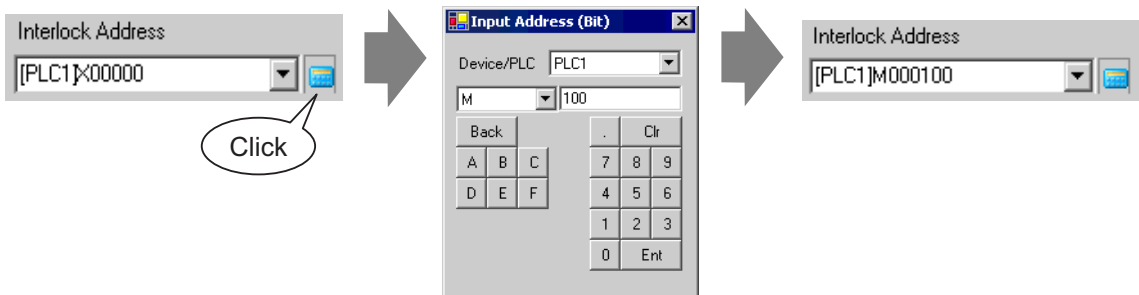 Interlock Address
[PLC1]X00000
Click
Input Address (Bit)
Device/PLC PLC1
M 100
Back . Clr
A B C 7 8 9
D E F 4 5 6
1 2 3
0 Ent
Interlock Address
[PLC1]M000100